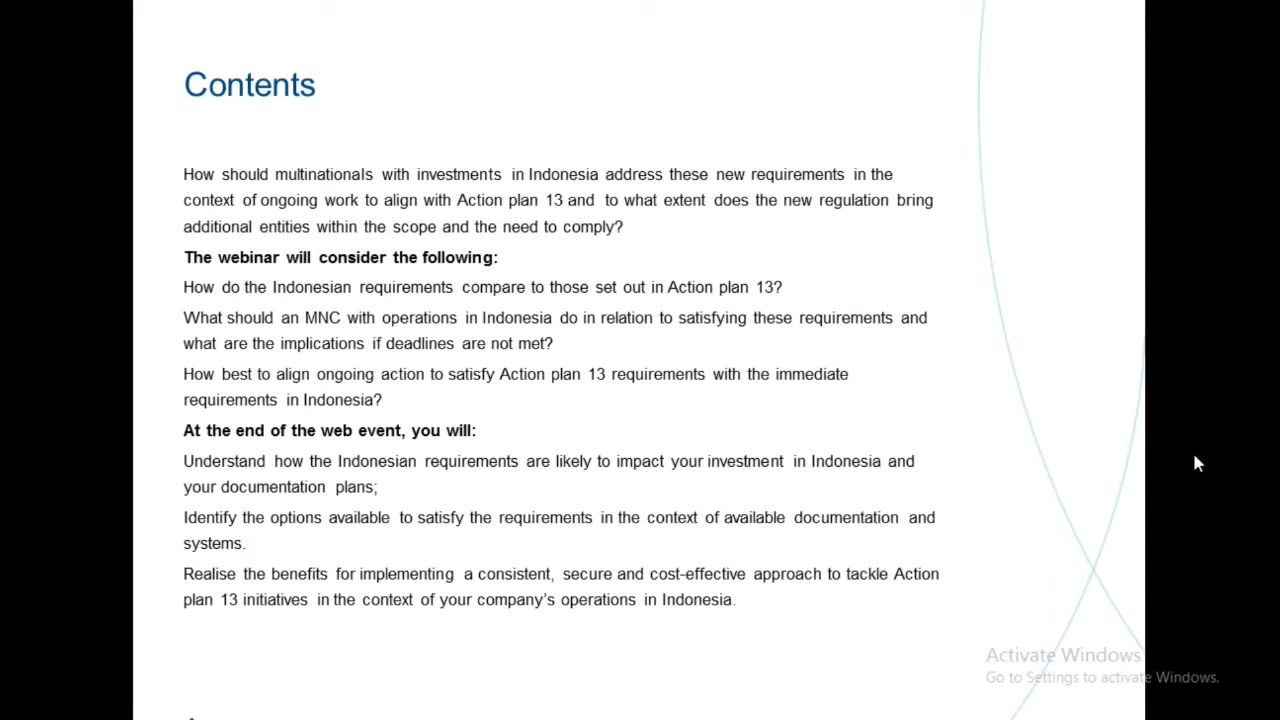 Contents
How should multinationals with investments in Indonesia address these new requirements in the
context of ongoing work to align with Action plan 13 and to what extent does the new regulation bring
additional entities within the scope and the need to comply?
The webinar will consider the following:
How do the Indonesian requirements compare to those set out in Action plan 13?
What should an MNC with operations in Indonesia do in relation to satisfying these requirements and
what are the implications if deadlines are not met?
How best to align ongoing action to satisfy Action plan 13 requirements with the immediate
requirements in Indonesia?
At the end of the web event, you will:
Understand how the Indonesian requirements are likely to impact your investment in Indonesia and
your documentation plans;
Identify the options available to satisfy the requirements in the context of available documentation and
systems.
Realise the benefits for implementing a consistent, secure and cost-effective approach to tackle Action
plan 13 initiatives in the context of your company’s operations in Indonesia.
Activate Windows
Go to Settings to activate Windows.